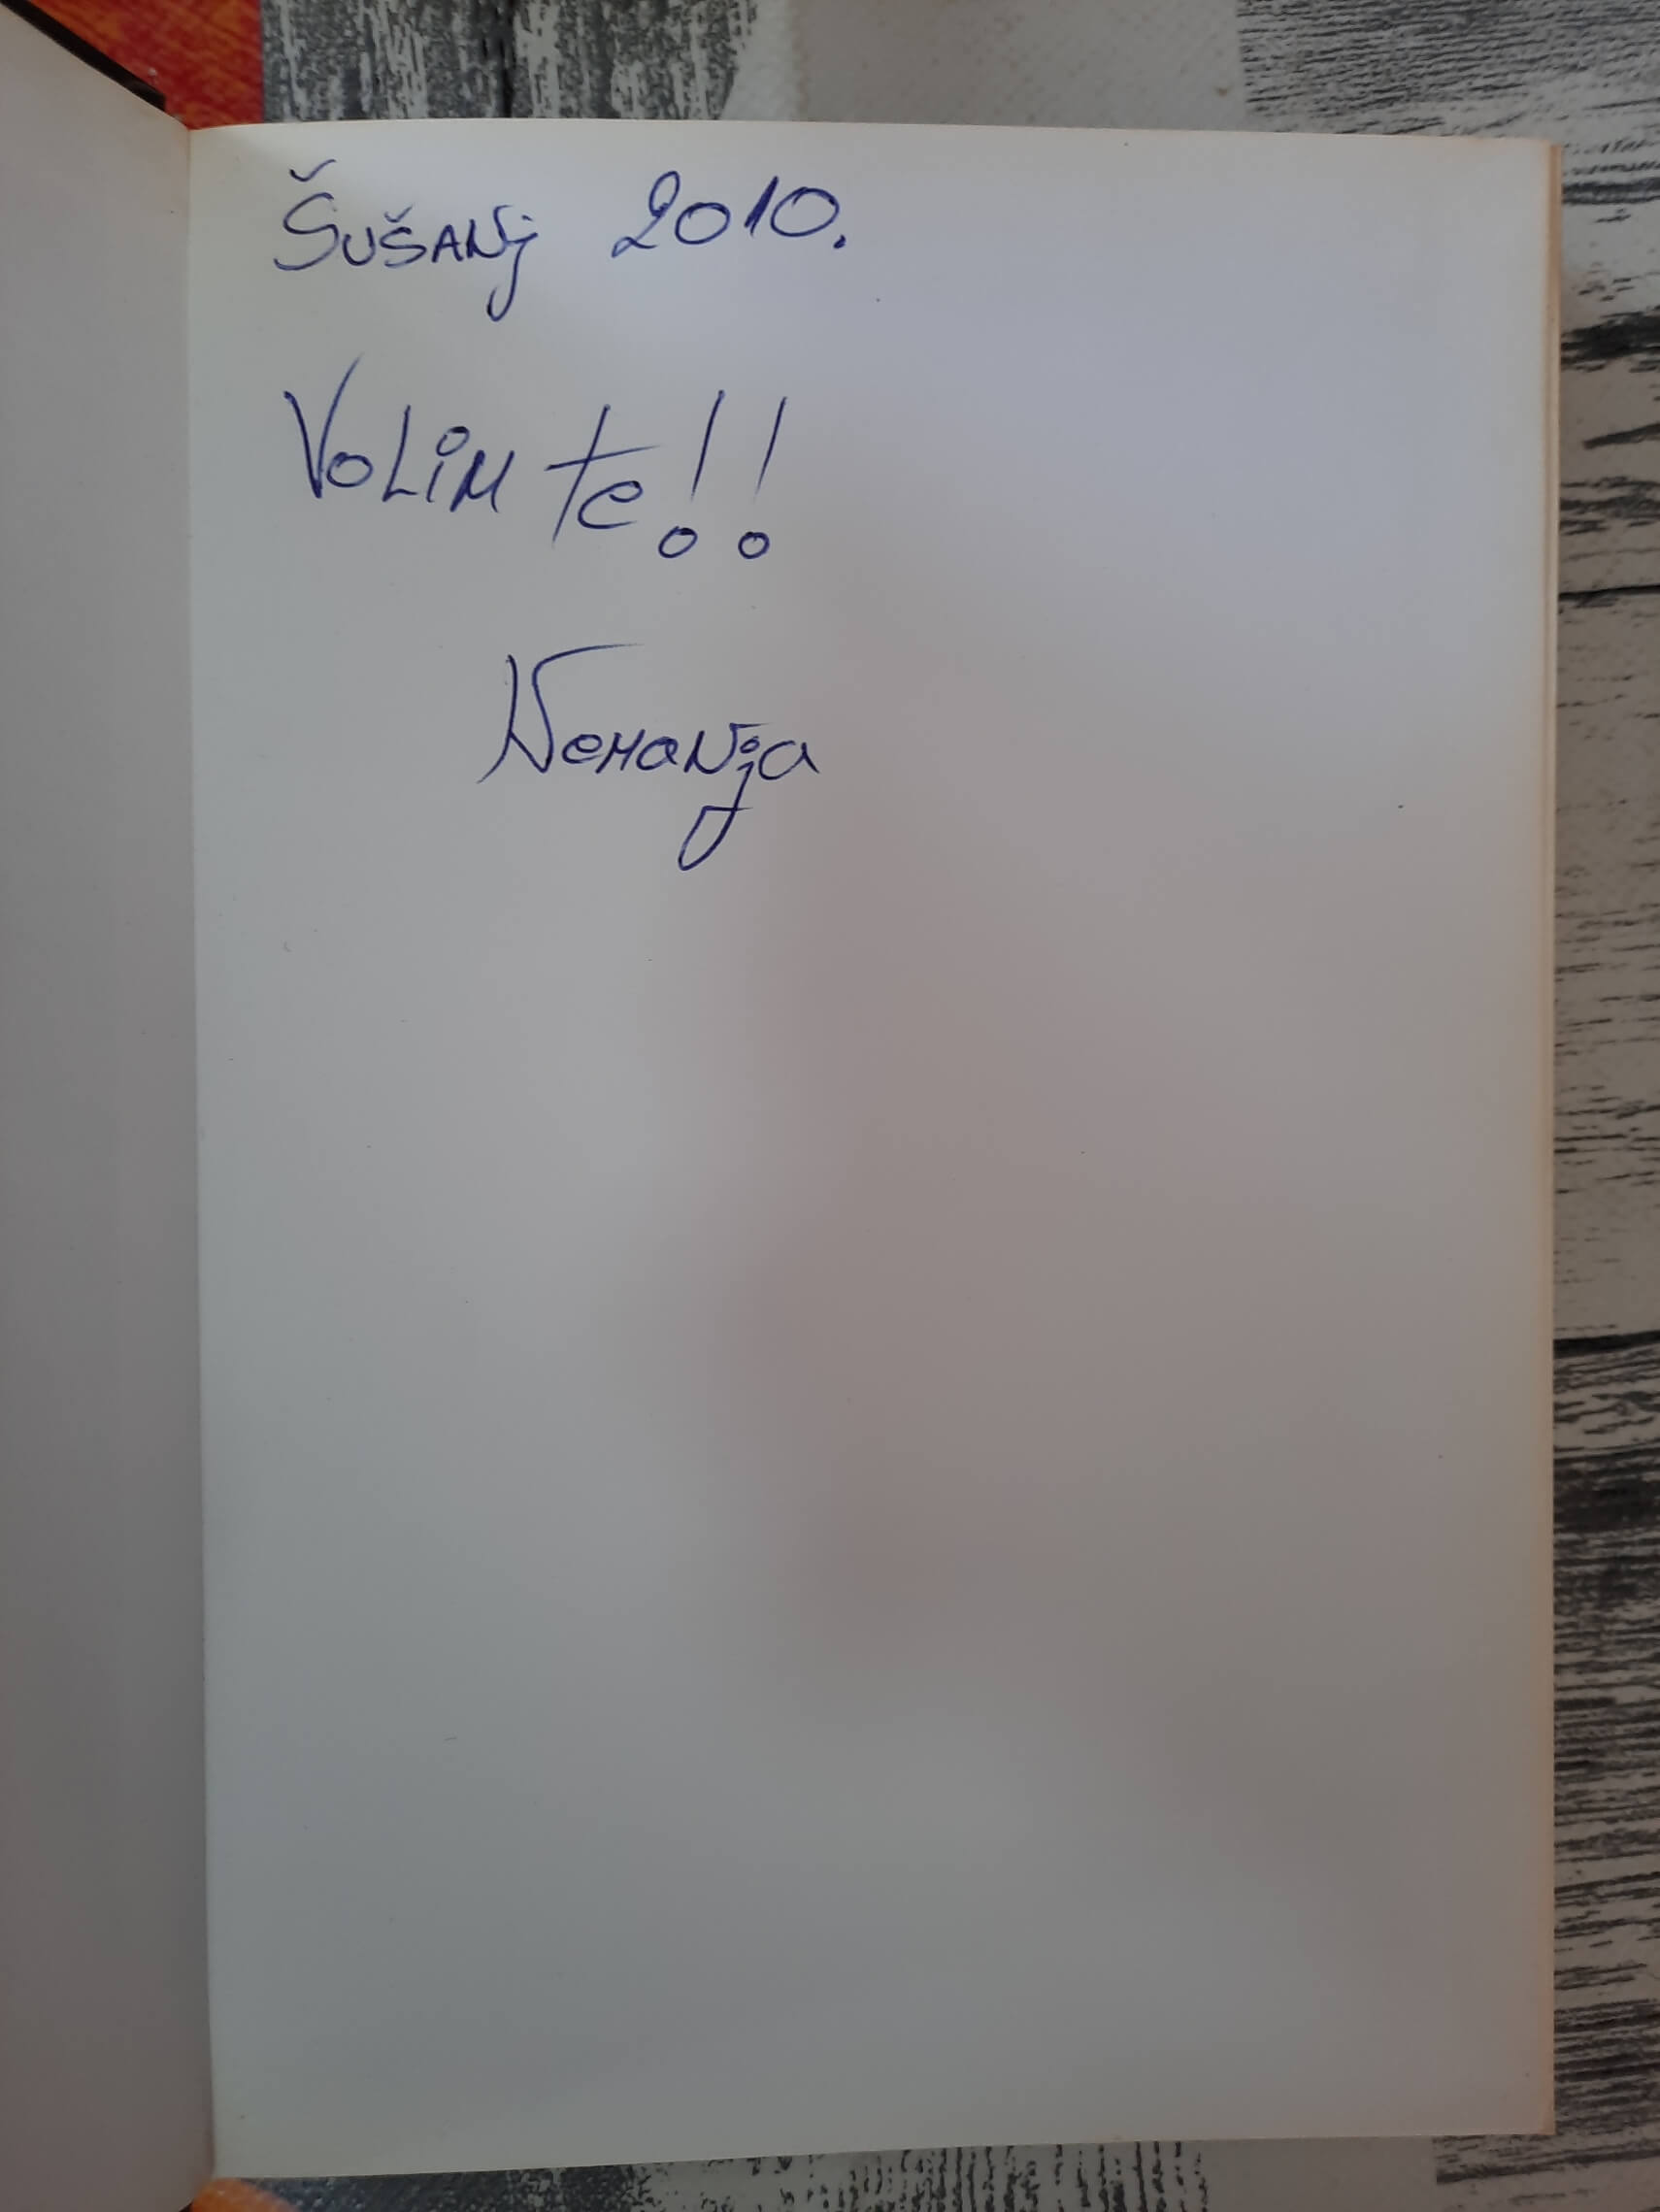 Šušanj 2010.
Volim te!!
Nemanja